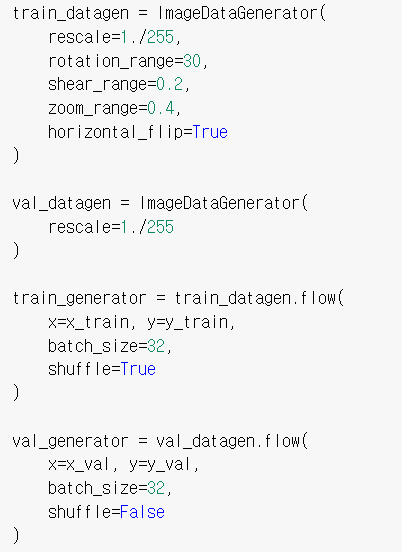 train_datagen = ImageDataGenerator(
    rescale=1./255,
    rotation_range=30,
    shear_range=0.2,
    zoom_range=0.4,
    horizontal_flip=True
)

val_datagen = ImageDataGenerator(
    rescale=1./255
)

train_generator = train_datagen.flow(
    x=x_train, y=y_train,
    batch_size=32,
    shuffle=True
)

val_generator = val_datagen.flow(
    x=x_val, y=y_val,
    batch_size=32,
    shuffle=False
)